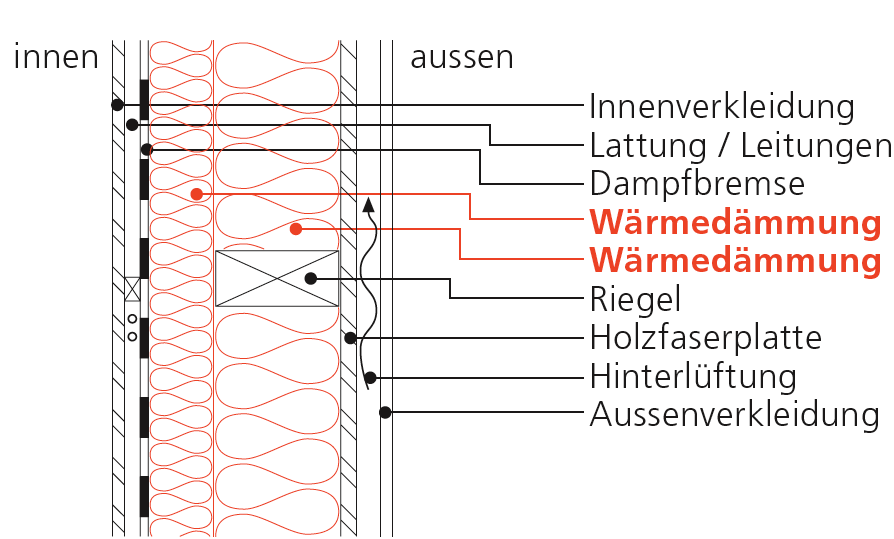 innen
aussen
Innenverkleidung
Lattung / Leitungen
Dampfbremse
Wärmedämmung
Wärmedämmung
Riegel
Holzfaserplatte
Hinterlüftung
Aussenverkleidung